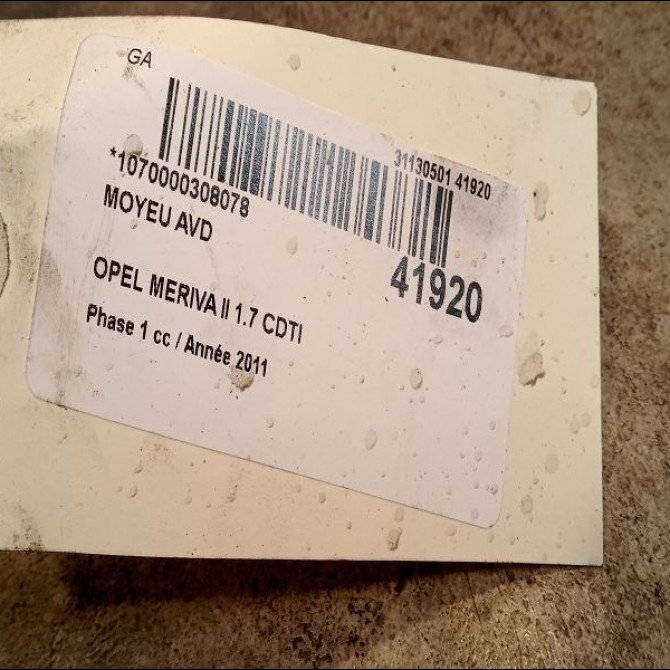 GA
31130501 41920
*1070000308078
MOYEU AVD
41920
OPEL MERIVA II 1.7 CDTI
Phase 1 cc / Année 2011